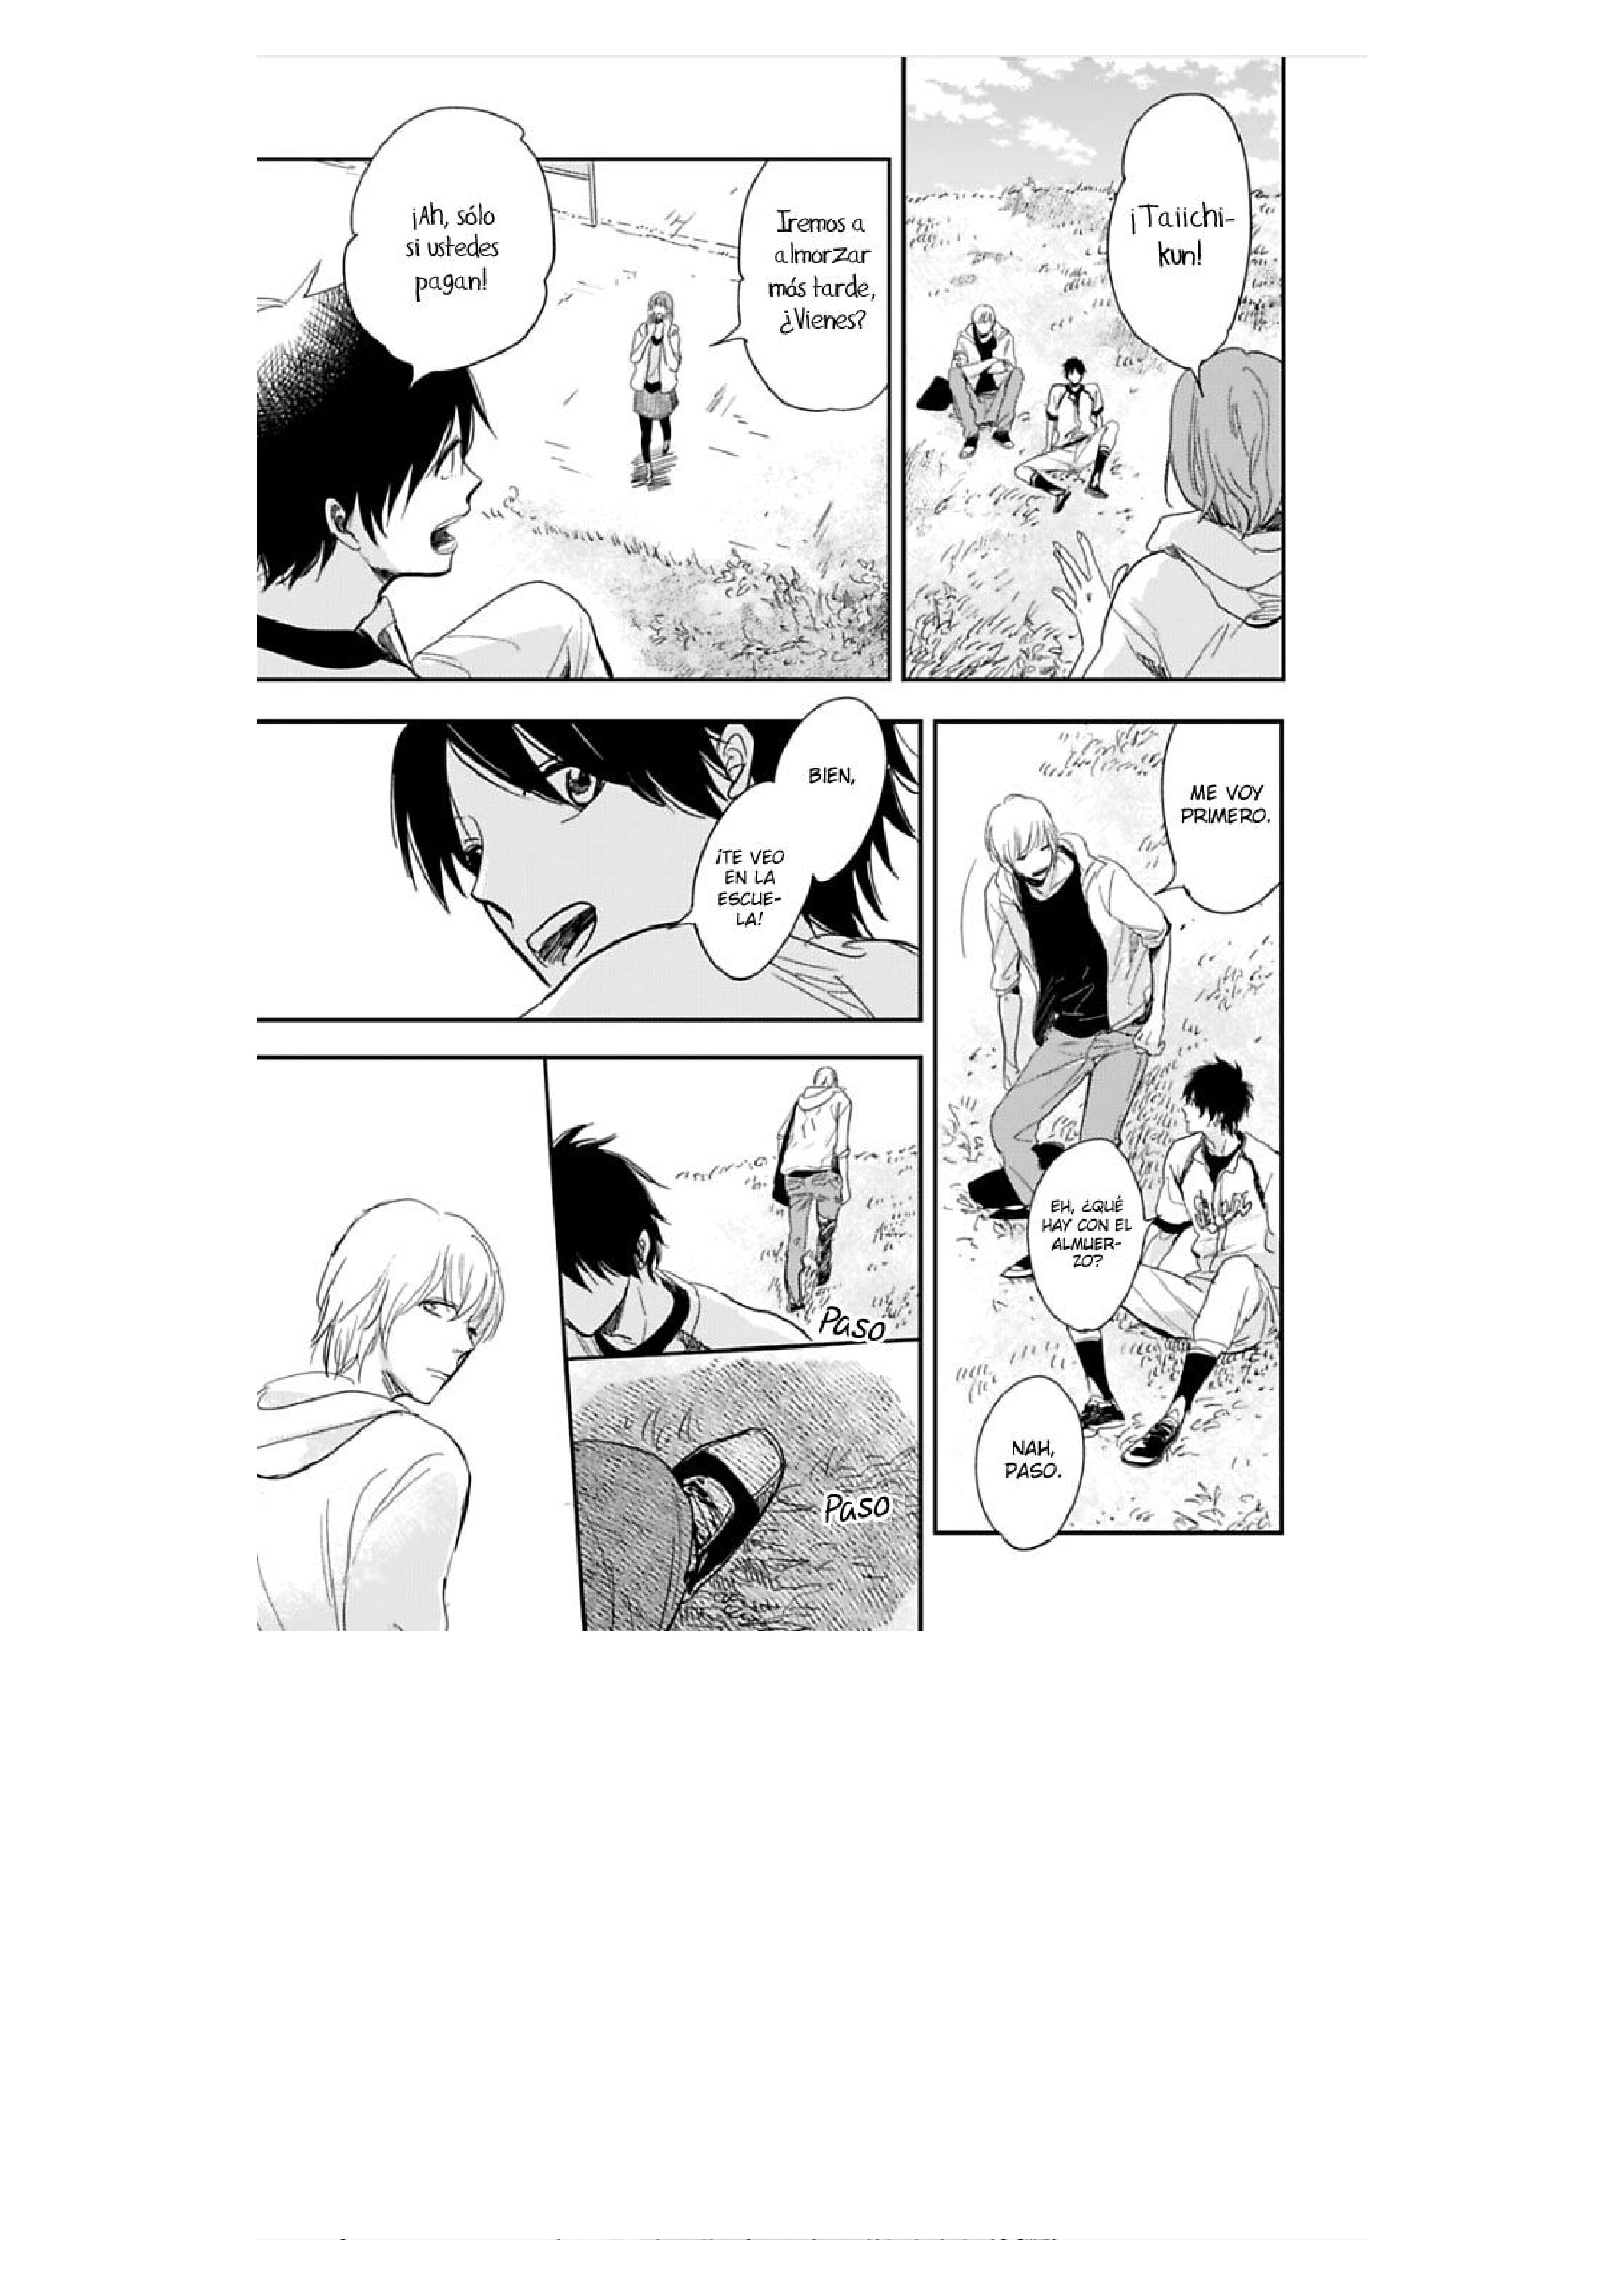 ¡Taiichi-
kun!
Iremos a
almorzar
más tarde,
¿Vienes?
¡Ah, sólo
si ustedes
pagan!
ME VOY
PRIMERO.
EH, ¿QUÉ
HAY CON EL
ALMUER-
ZO?
NAH,
PASO.
BIEN,
¡TE VEO
EN LA
ESCUE-
LA!
Paso
Paso